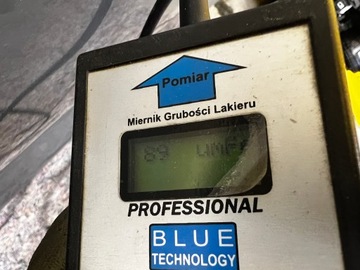 Pomiar
Miernik Grubości Lakieru
69
PROFESSIONAL
BLUE
TECHNOLOGY